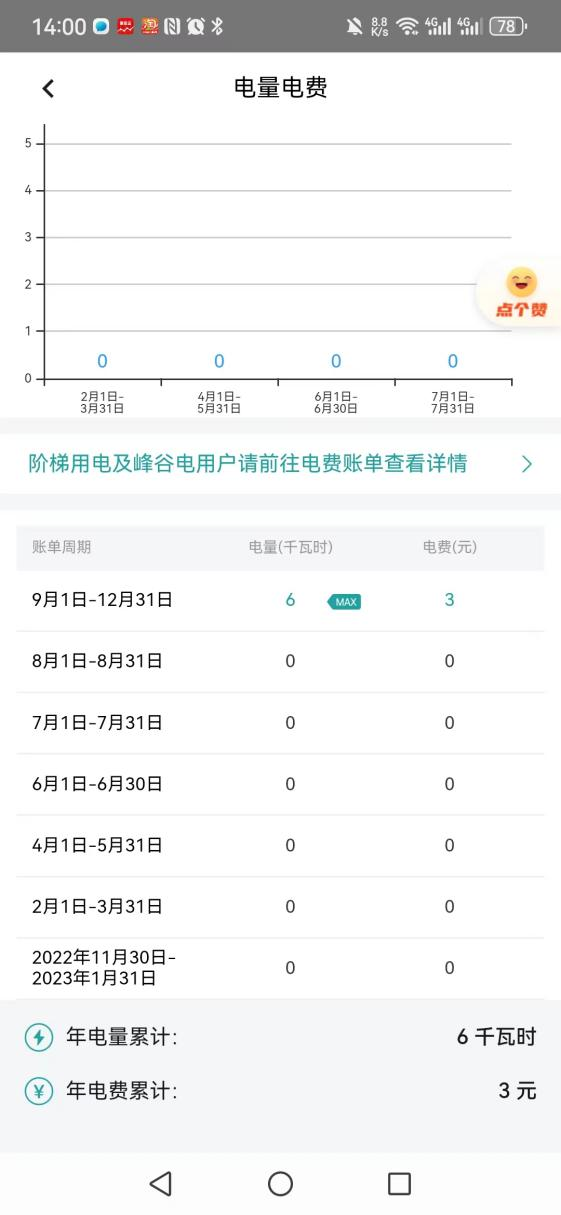 14:00
8.8
K/s
4G
4G
78
电量电费
5
4
3
2
1
0
点个赞
0 0 0 0
2月1日- 4月1日- 6月1日- 7月1日-
3月31日 5月31日 6月30日 7月31日
阶梯用电及峰谷电用户请前往电费账单查看详情
账单周期 电量(千瓦时) 电费(元)
9月1日-12月31日 6 MAX 3
8月1日-8月31日 0 0
7月1日-7月31日 0 0
6月1日-6月30日 0 0
4月1日-5月31日 0 0
2月1日-3月31日 0 0
2022年11月30日-
2023年1月31日 0 0
年电量累计: 6 千瓦时
¥ 年电费累计: 3 元